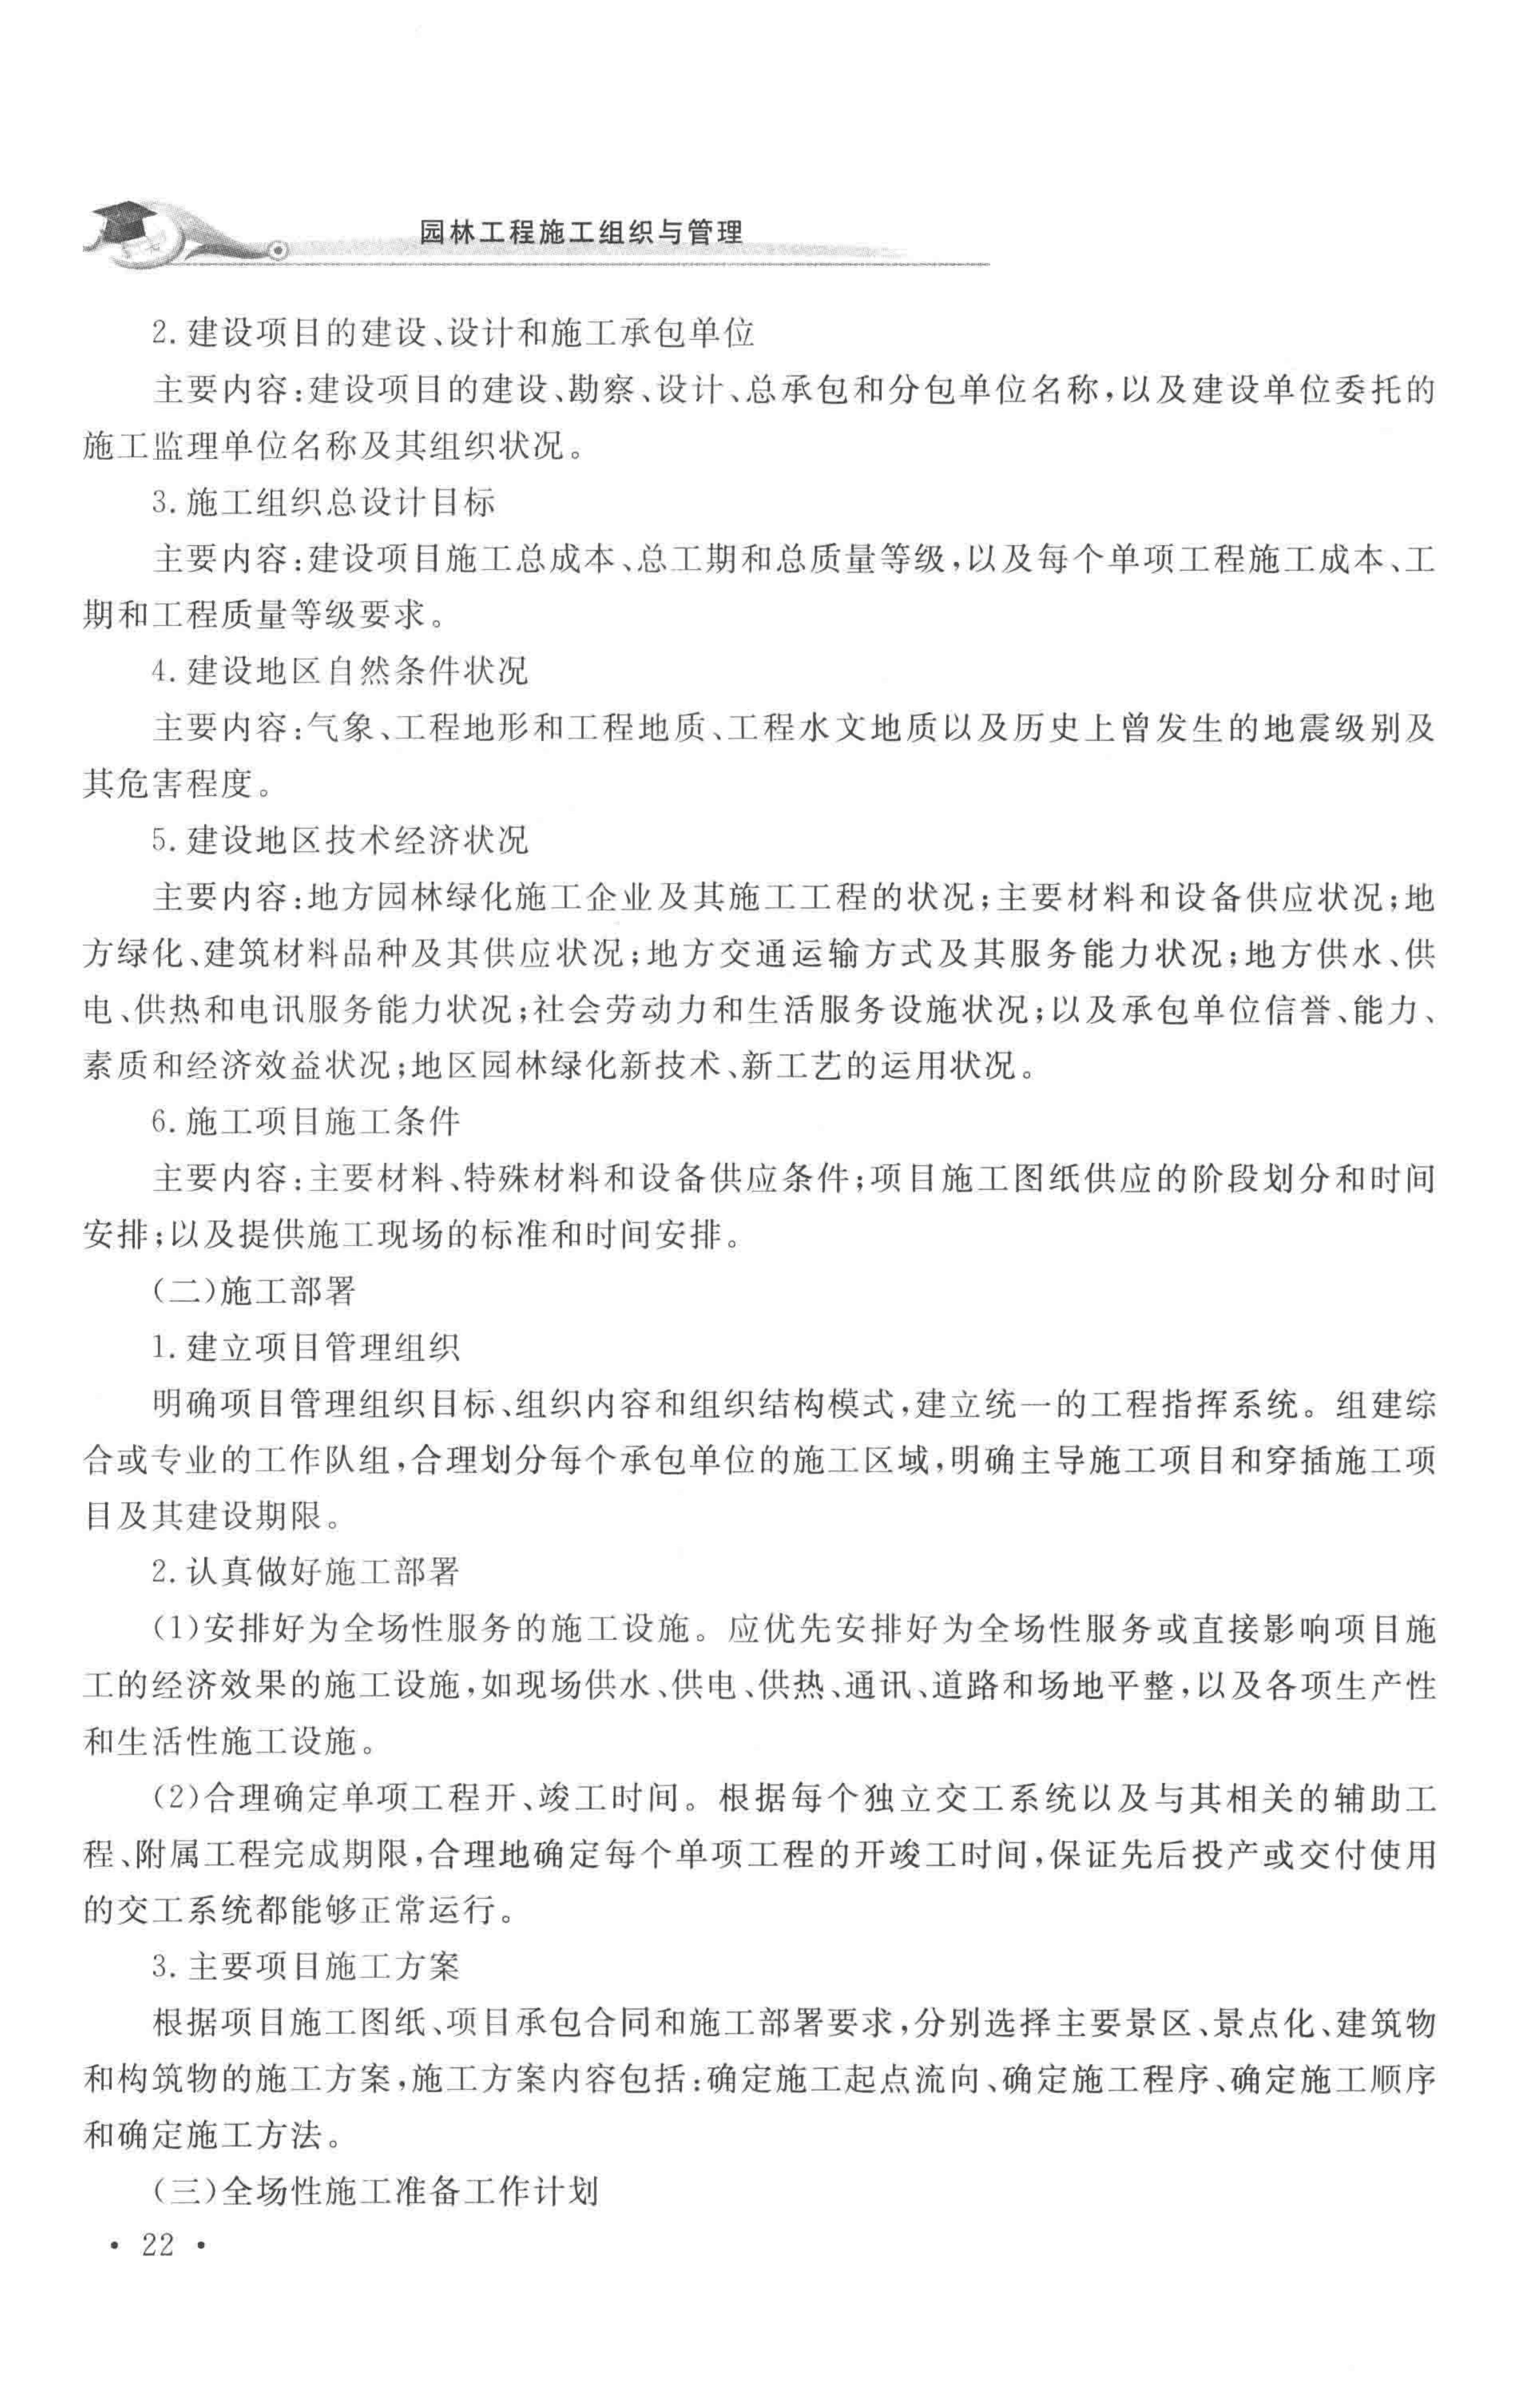 园林工程施工组织与管理
2. 建设项目的建设、设计和施工承包单位
主要内容:建设项目的建设、勘察、设计、总承包和分包单位名称,以及建设单位委托的
施工监理单位名称及其组织状况。
3. 施工组织总设计目标
主要内容:建设项目施工总成本、总工期和总质量等级,以及每个单项工程施工成本、工
期和工程质量等级要求。
4. 建设地区自然条件状况
主要内容:气象、工程地形和工程地质、工程水文地质以及历史上曾发生的地震级别及
其危害程度。
5. 建设地区技术经济状况
主要内容:地方园林绿化施工企业及其施工工程的状况;主要材料和设备供应状况;地
方绿化、建筑材料品种及其供应状况;地方交通运输方式及其服务能力状况;地方供水、供
电、供热和电讯服务能力状况;社会劳动力和生活服务设施状况;以及承包单位信誉、能力、
素质和经济效益状况;地区园林绿化新技术、新工艺的运用状况。
6. 施工项目施工条件
主要内容:主要材料、特殊材料和设备供应条件;项目施工图纸供应的阶段划分和时间
安排;以及提供施工现场的标准和时间安排。
(二)施工部署
1. 建立项目管理组织
明确项目管理组织目标、组织内容和组织结构模式,建立统一的工程指挥系统。组建综
合或专业的工作队组,合理划分每个承包单位的施工区域,明确主导施工项目和穿插施工项
目及其建设期限。
2. 认真做好施工部署
(1)安排好为全场性服务的施工设施。应优先安排好为全场性服务或直接影响项目施
工的经济效果的施工设施,如现场供水、供电、供热、通讯、道路和场地平整,以及各项生产性
和生活性施工设施。
(2)合理确定单项工程开、竣工时间。根据每个独立交工系统以及与其相关的辅助工
程、附属工程完成期限,合理地确定每个单项工程的开竣工时间,保证先后投产或交付使用
的交工系统都能够正常运行。
3. 主要项目施工方案
根据项目施工图纸、项目承包合同和施工部署要求,分别选择主要景区、景点化、建筑物
和构筑物的施工方案,施工方案内容包括:确定施工起点流向、确定施工程序、确定施工顺序
和确定施工方法。
(三)全场性施工准备工作计划
• 22 •